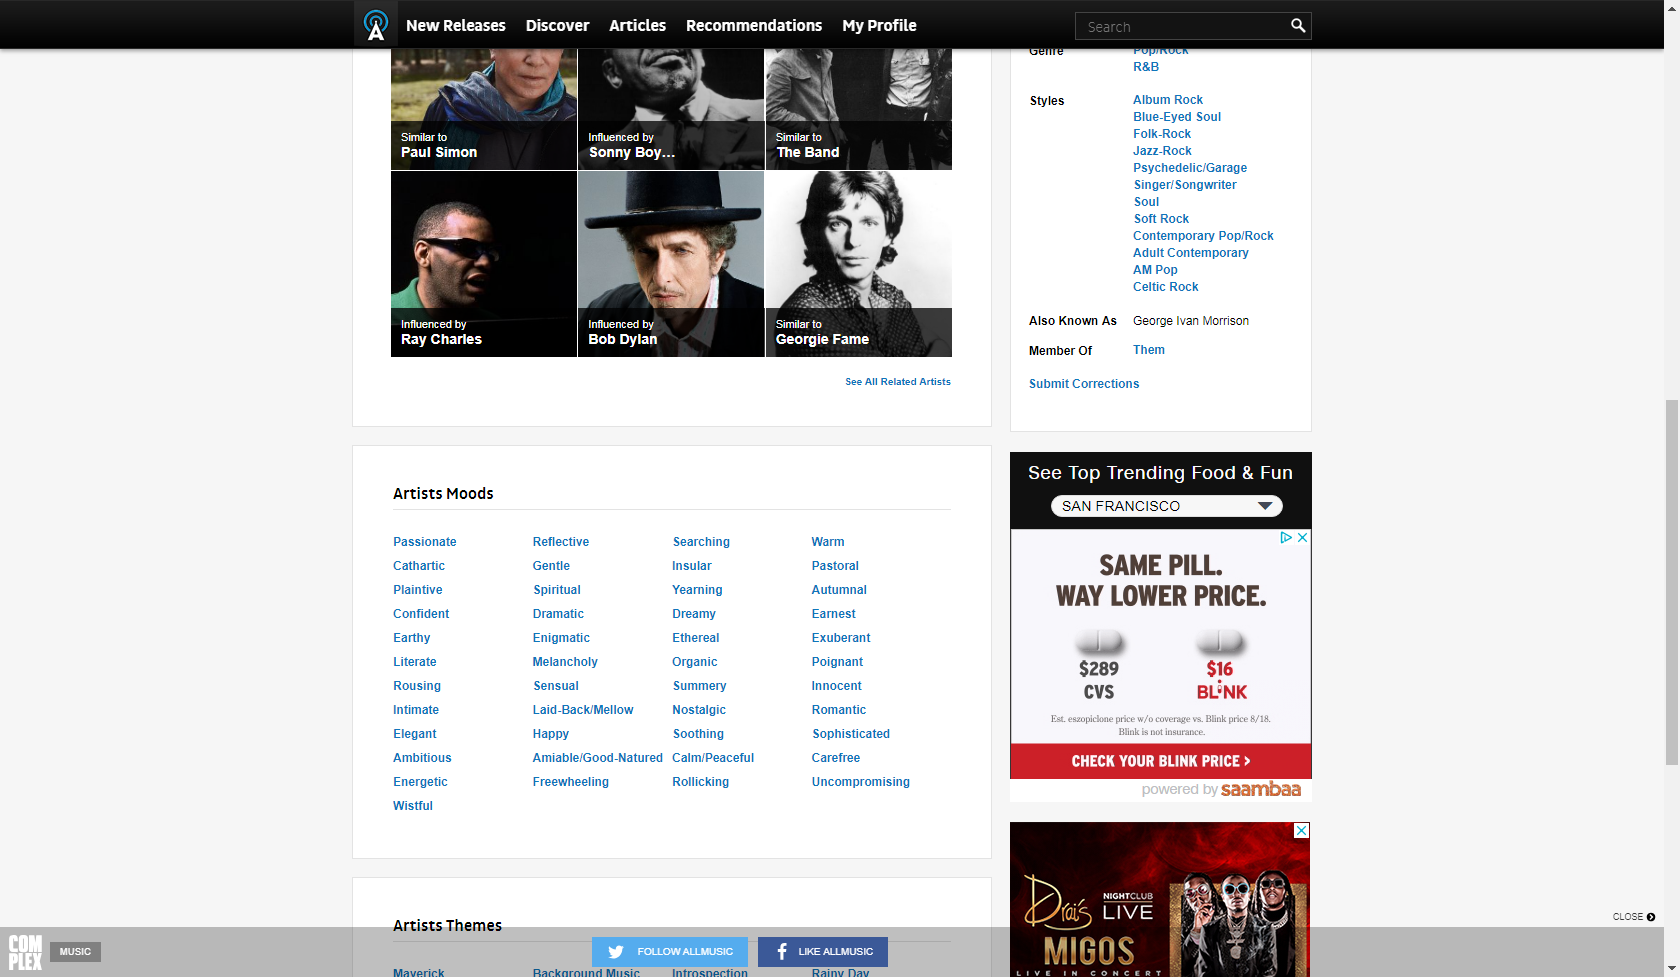 New Releases
Discover
Articles
Recommendations
My Profile
Search
Similar to
Paul Simon
Influenced by
Sonny Boy...
Similar to
The Band
Influenced by
Ray Charles
Influenced by
Bob Dylan
Similar to
Georgie Fame
See All Related Artists
Genre
Pop/Rock
R&B
Styles
Album Rock
Blue-Eyed Soul
Folk-Rock
Jazz-Rock
Psychedelic/Garage
Singer/Songwriter
Soul
Soft Rock
Contemporary Pop/Rock
Adult Contemporary
AM Pop
Celtic Rock
Also Known As George Ivan Morrison
Member Of Them
Submit Corrections
Artists Moods
Passionate Reflective Searching Warm
Cathartic Gentle Insular Pastoral
Plaintive Spiritual Yearning Autumnal
Confident Dramatic Dreamy Earnest
Earthy Enigmatic Ethereal Exuberant
Literate Melancholy Organic Poignant
Rousing Sensual Summery Innocent
Intimate Laid-Back/Mellow Nostalgic Romantic
Elegant Happy Soothing Sophisticated
Ambitious Amiable/Good-Natured Calm/Peaceful Carefree
Energetic Freewheeling Rollicking Uncompromising
Wistful
See Top Trending Food & Fun
SAN FRANCISCO
SAME PILL.
WAY LOWER PRICE.
$289 $16
CVS BLINK
Est. eszopiclone price w/o coverage vs. Blink price 8/18.
Blink is not insurance.
CHECK YOUR BLINK PRICE >
powered by saambaa
Drai's
NIGHTCLUB
LIVE
MIGOS
LIVE IN CONCERT
Artists Themes
Maverick Background Music Introspection Rainy Day
CLOSE
COM
PLEX
MUSIC
FOLLOW ALLMUSIC
LIKE ALLMUSIC